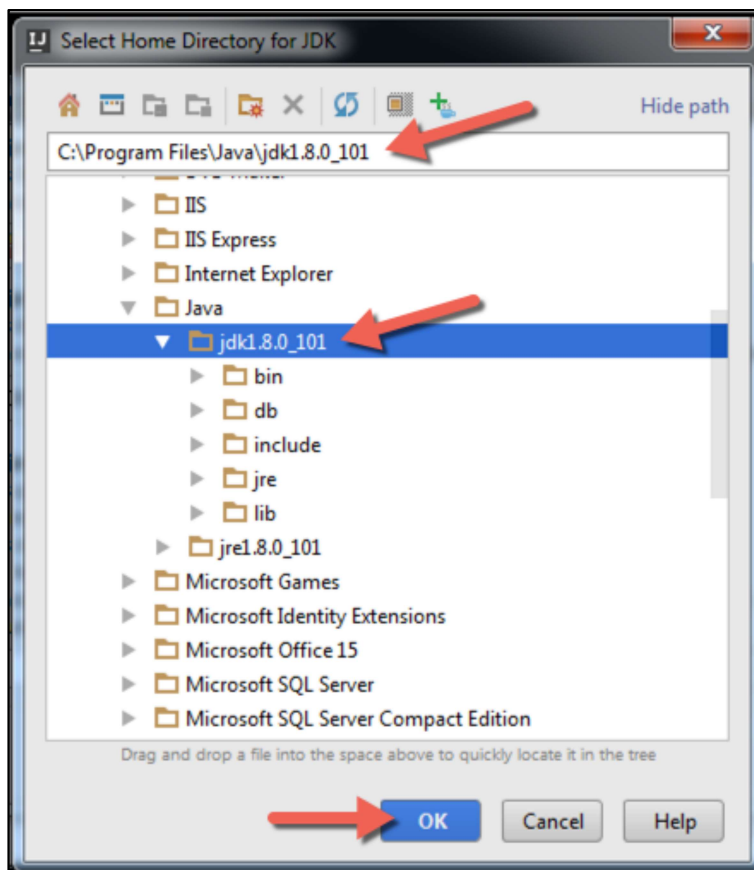 Select Home Directory for JDK
Hide path
C:\Program Files\Java\jdk1.8.0_101
IIS
IIS Express
Internet Explorer
Java
jdk1.8.0_101
bin
db
include
jre
lib
jre1.8.0_101
Microsoft Games
Microsoft Identity Extensions
Microsoft Office 15
Microsoft SQL Server
Microsoft SQL Server Compact Edition
Drag and drop a file into the space above to quickly locate it in the tree
OK Cancel Help